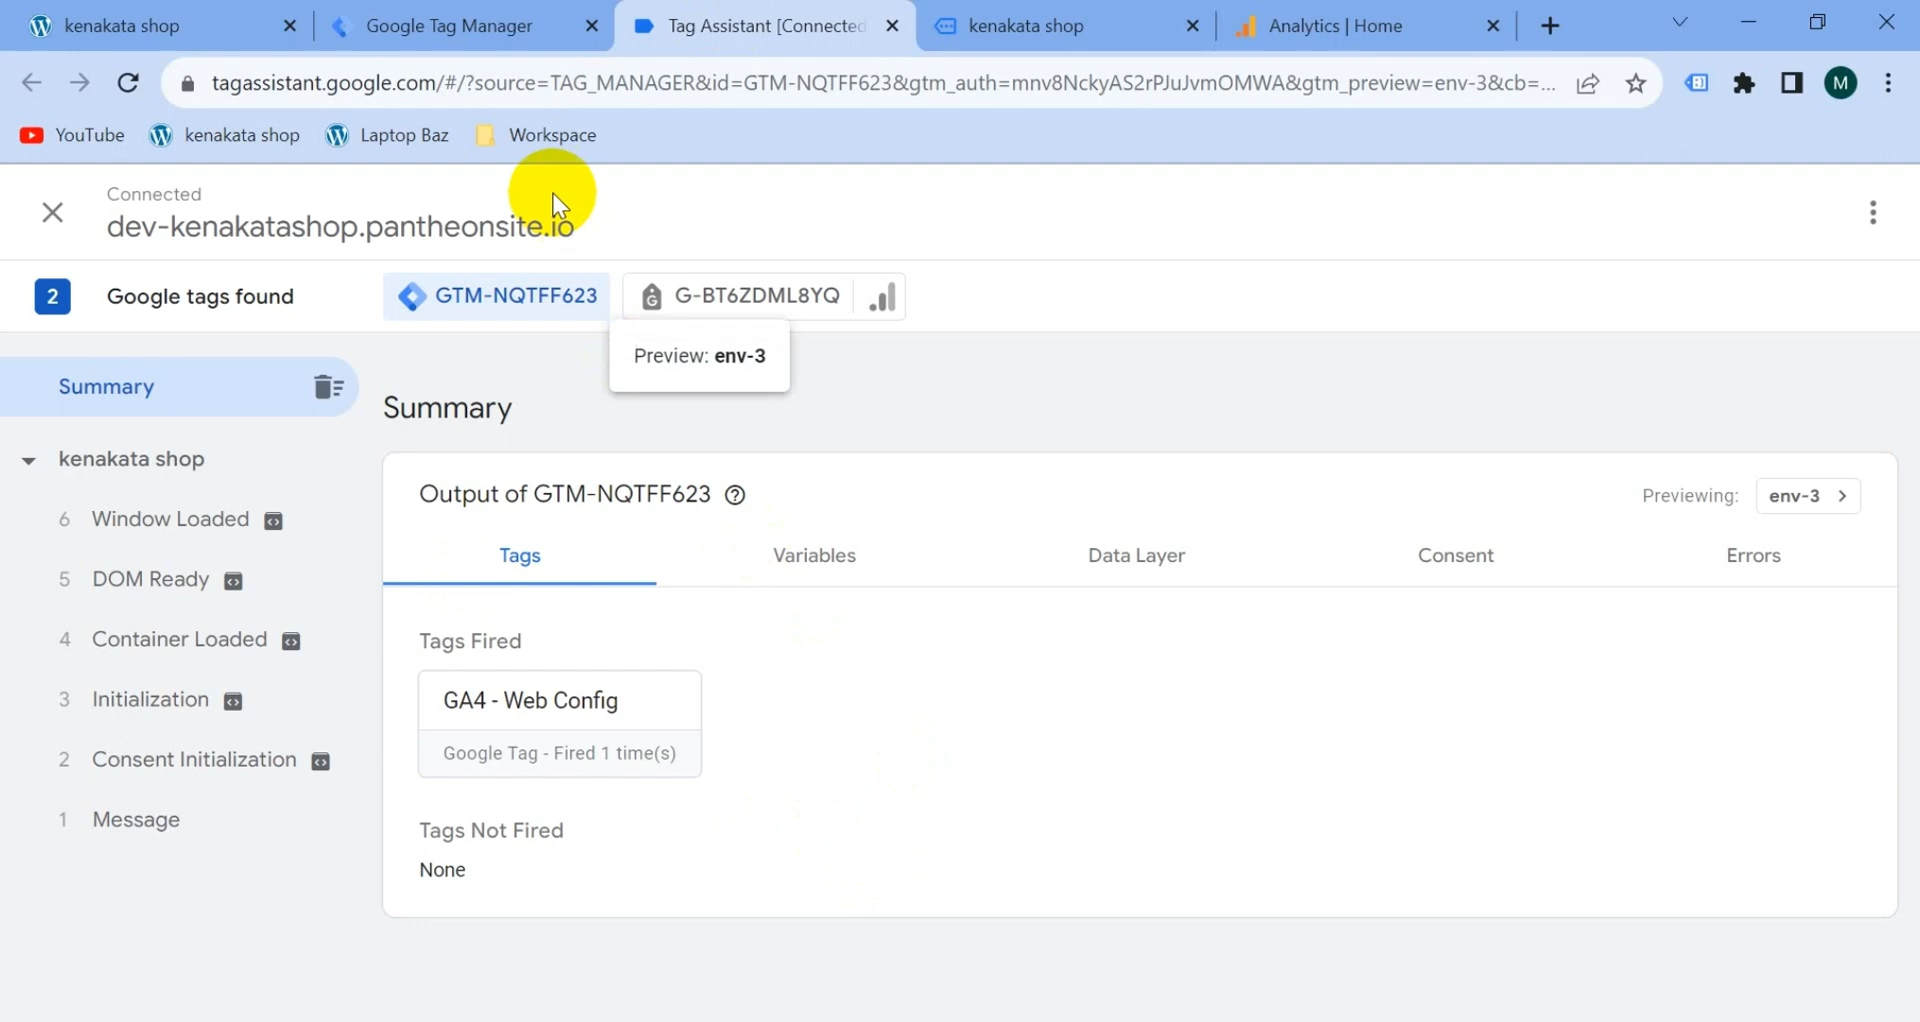 kenakata shop
Google Tag Manager
Tag Assistant [Connected
kenakata shop
Analytics | Home
tagassistant.google.com/#/?source=TAG_MANAGER&id=GTM-NQTFF623&gtm_auth=mnv8NckyAS2rPJuJvmOMWA&gtm_preview=env-3&cb=...
M
YouTube
kenakata shop
Laptop Baz
Workspace
Connected
dev-kenakatashop.pantheonsite.io
2
Google tags found
GTM-NQTFF623
G-BT6ZDML8YQ
Preview: env-3
Summary
Summary
kenakata shop
Output of GTM-NQTFF623
Previewing: env-3
6 Window Loaded
Tags
Variables
Data Layer
Consent
Errors
5 DOM Ready
4 Container Loaded
Tags Fired
3 Initialization
GA4 - Web Config
2 Consent Initialization
Google Tag - Fired 1 time(s)
1 Message
Tags Not Fired
None